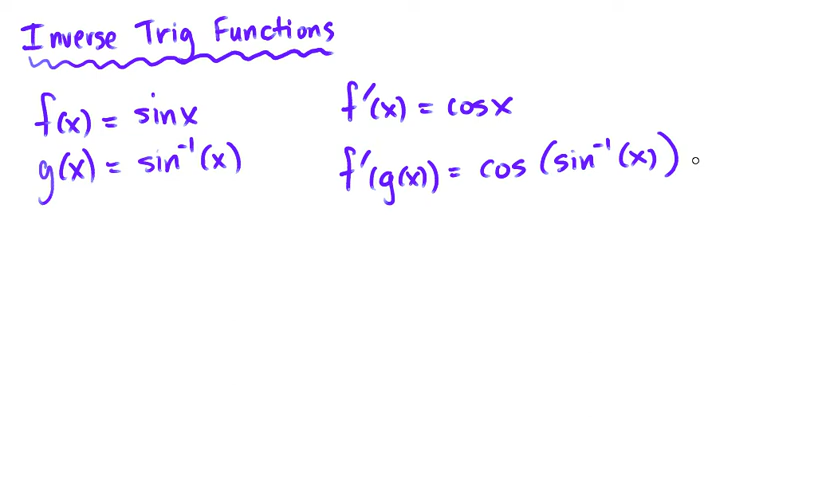 Inverse Trig Functions
f(x) = sinx
f'(x) = cosx
g(x) = sin⁻¹(x)
f'(g(x)) = cos(sin⁻¹(x))